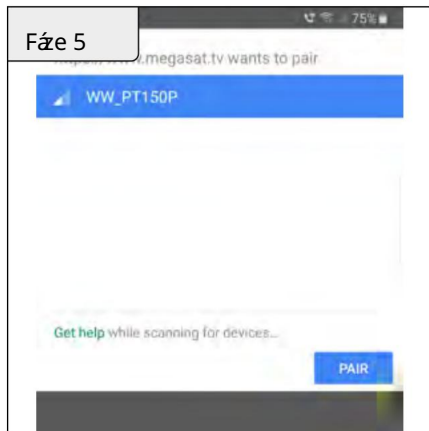 75%
Fáze 5
.megasat.tv wants to pair
WW_PT150P
Get help while scanning for devices...
PAIR